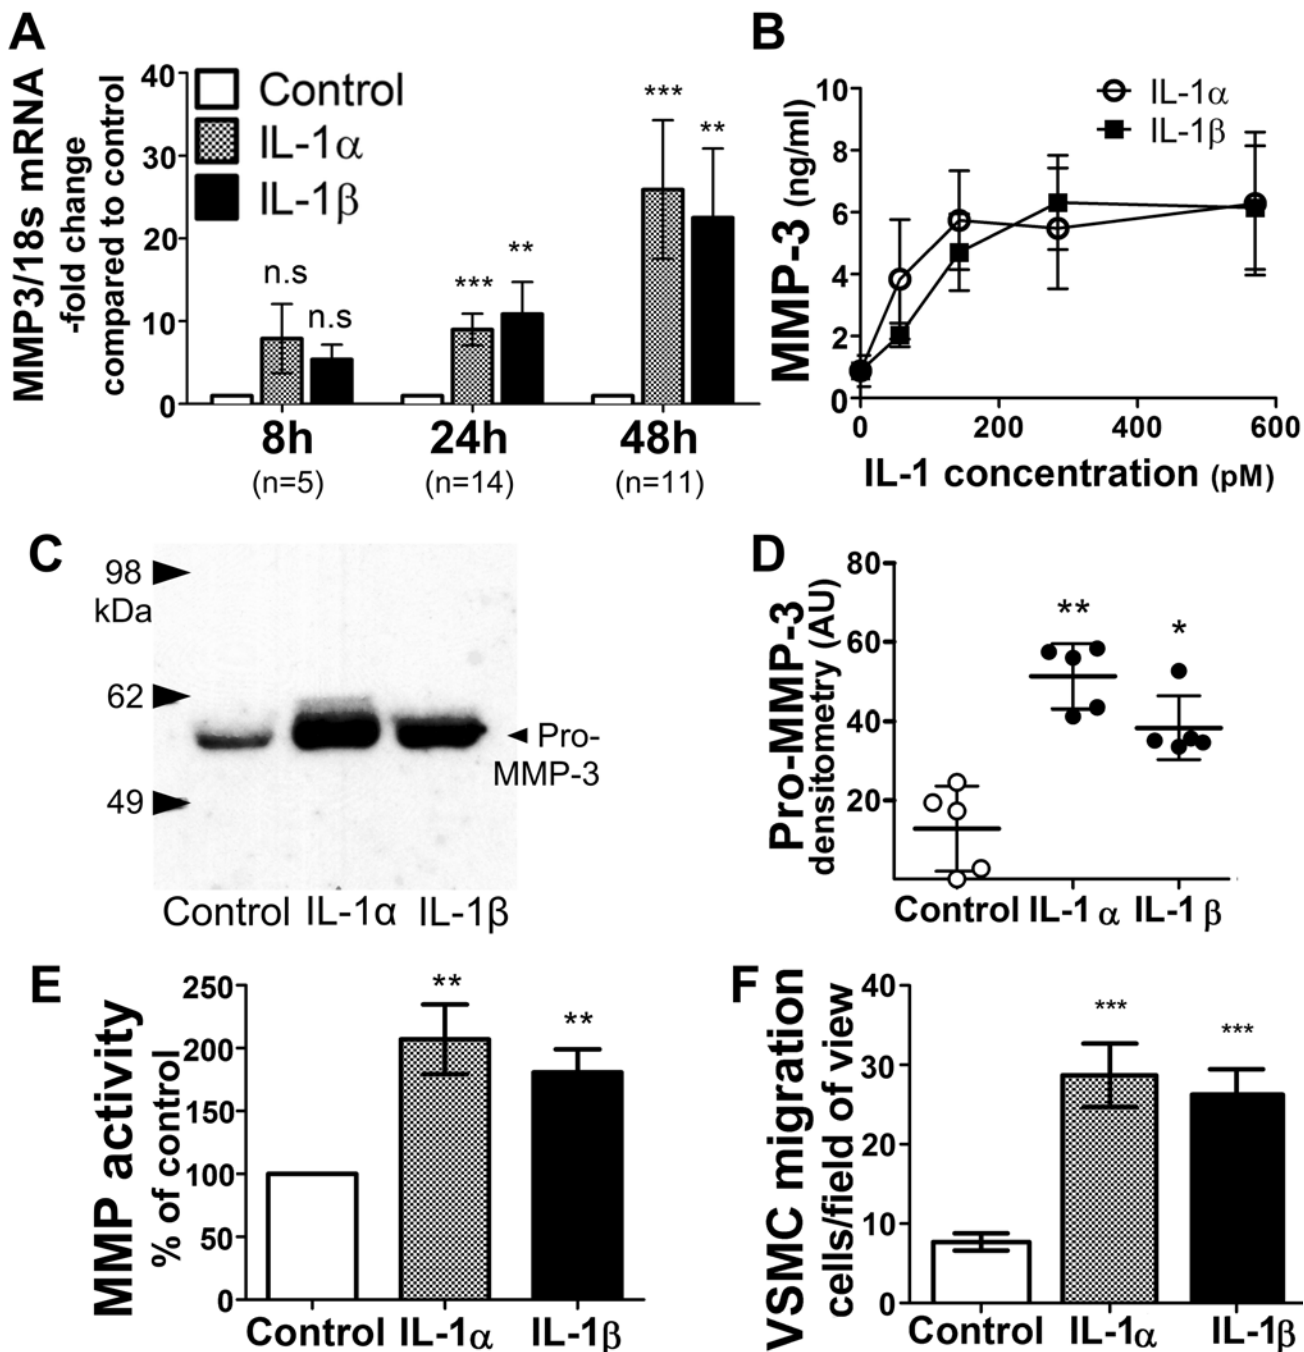 A
MMP3/18s mRNA
-fold change
compared to control
40
30
20
10
0
Control
IL-1α
IL-1β
n.s
n.s
***
**
***
**
8h
24h
48h
(n=5)
(n=14)
(n=11)
B
MMP-3 (ng/ml)
10
8
6
4
2
0
IL-1α
IL-1β
0
200
400
600
IL-1 concentration (pM)
C
98
kDa
62
49
Pro-
MMP-3
Control
IL-1α
IL-1β
D
Pro-MMP-3
densitometry (AU)
80
60
40
20
**
*
Control
IL-1 α
IL-1 β
E
MMP activity
% of control
250
200
150
100
50
0
**
**
Control
IL-1α
IL-1β
F
VSMC migration
cells/field of view
40
30
20
10
0
***
***
Control
IL-1α
IL-1β